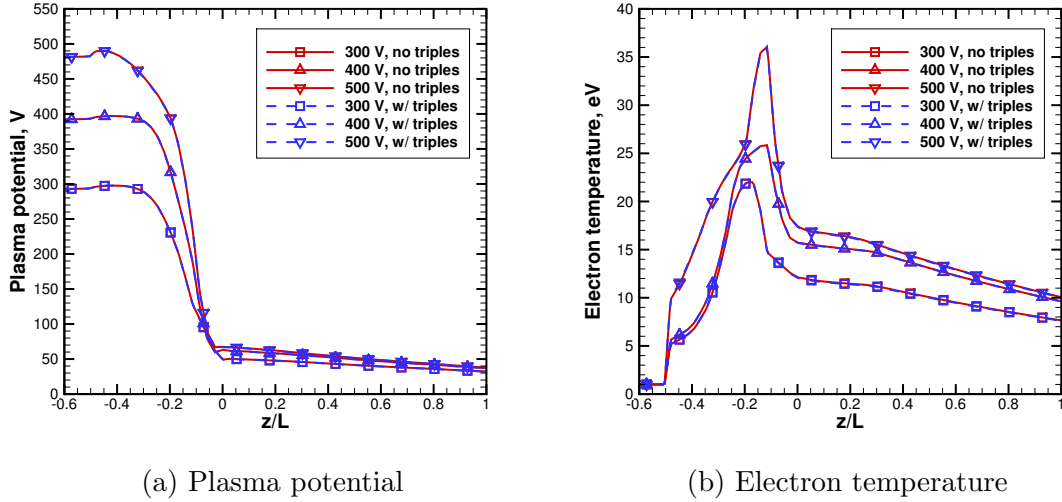 Plasma potential, V
550
500
450
400
350
300
250
200
150
100
50
0
-0.6 -0.4 -0.2 0 0.2 0.4 0.6 0.8 1
z/L
300 V, no triples
400 V, no triples
500 V, no triples
300 V, w/ triples
400 V, w/ triples
500 V, w/ triples
(a) Plasma potential
Electron temperature, eV
40
35
30
25
20
15
10
5
0
-0.6 -0.4 -0.2 0 0.2 0.4 0.6 0.8 1
z/L
300 V, no triples
400 V, no triples
500 V, no triples
300 V, w/ triples
400 V, w/ triples
500 V, w/ triples
(b) Electron temperature